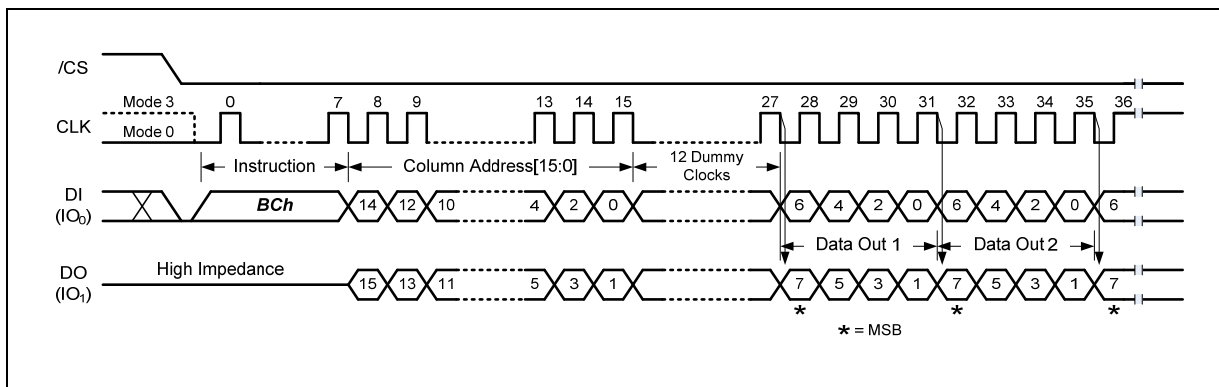 /CS
Mode 3 0 7 8 9 13 14 15 27 28 29 30 31 32 33 34 35 36
CLK
Mode 0
Instruction Column Address[15:0] 12 Dummy
Clocks
DI
(IO0) BCh 14 12 10 4 2 0 6 4 2 0 6 4 2 0 6
Data Out 1 Data Out 2
High Impedance
DO
(IO1) 15 13 11 5 3 1 7 5 3 1 7 5 3 1 7
* * *
* = MSB